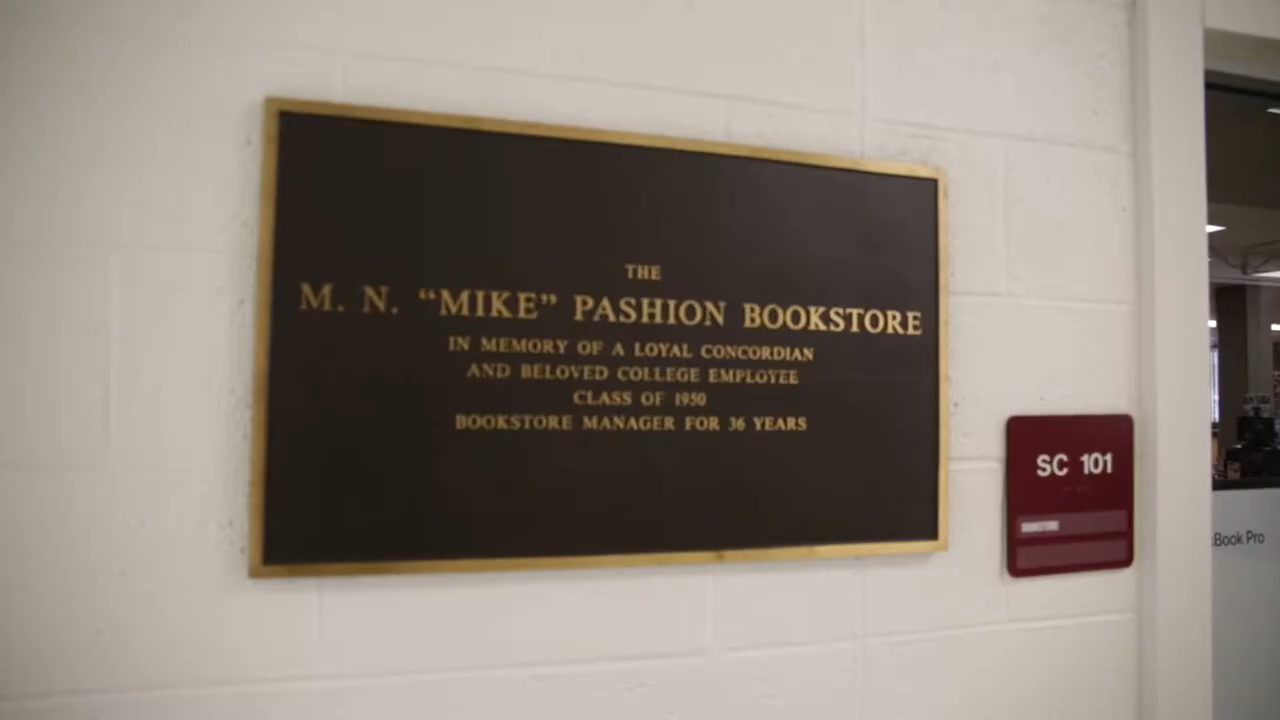 THE
M. N. “MIKE” PASHION BOOKSTORE
IN MEMORY OF A LOYAL CONCORDIAN
AND BELOVED COLLEGE EMPLOYEE
CLASS OF 1950
BOOKSTORE MANAGER FOR 36 YEARS
SC 101
BOOKSTORE
Book Pro